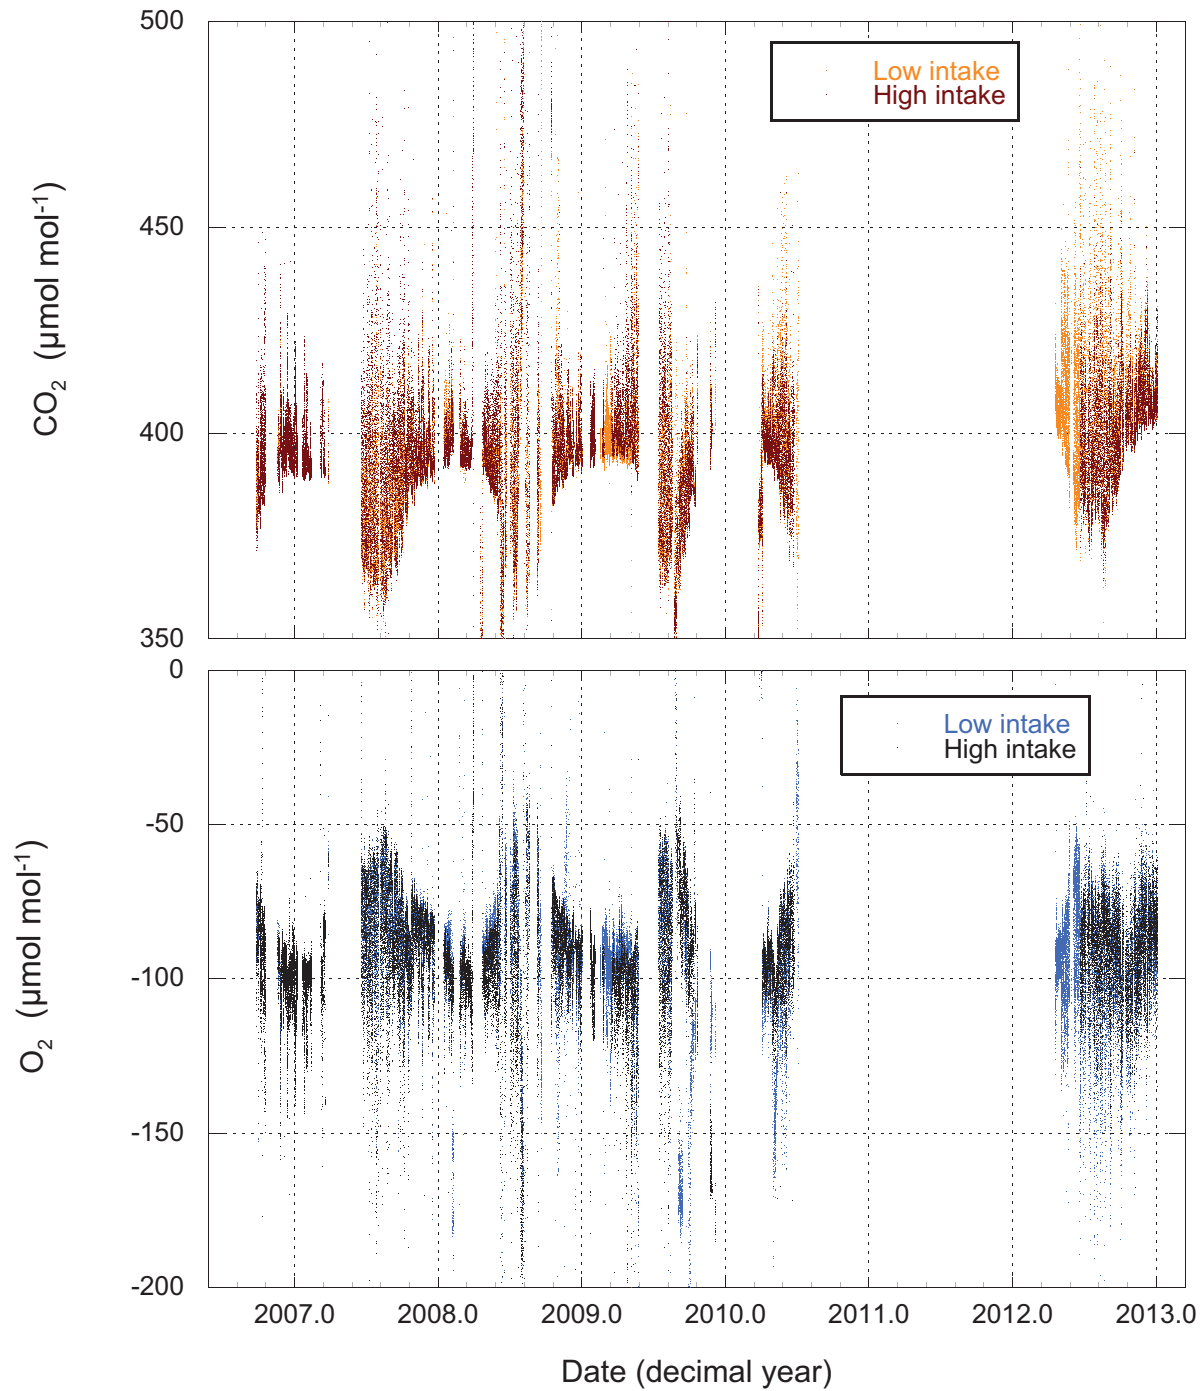 500
450
400
350
CO2 (µmol mol-1)
Low intake
High intake
0
-50
-100
-150
-200
O2 (µmol mol-1)
Low intake
High intake
2007.0 2008.0 2009.0 2010.0 2011.0 2012.0 2013.0
Date (decimal year)